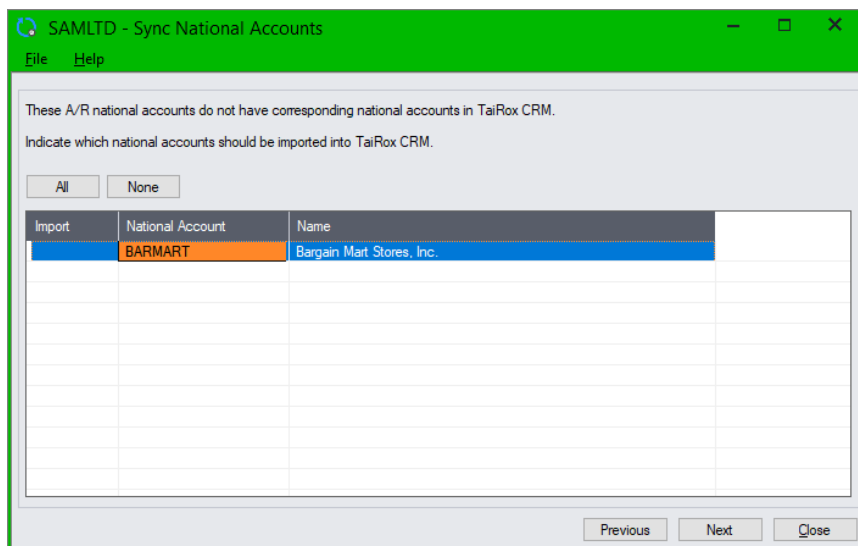 SAMLTD - Sync National Accounts
File Help
These A/R national accounts do not have corresponding national accounts in TaiRox CRM.
Indicate which national accounts should be imported into TaiRox CRM.
All None
Import National Account Name
BARMART Bargain Mart Stores, Inc.
Previous Next Close